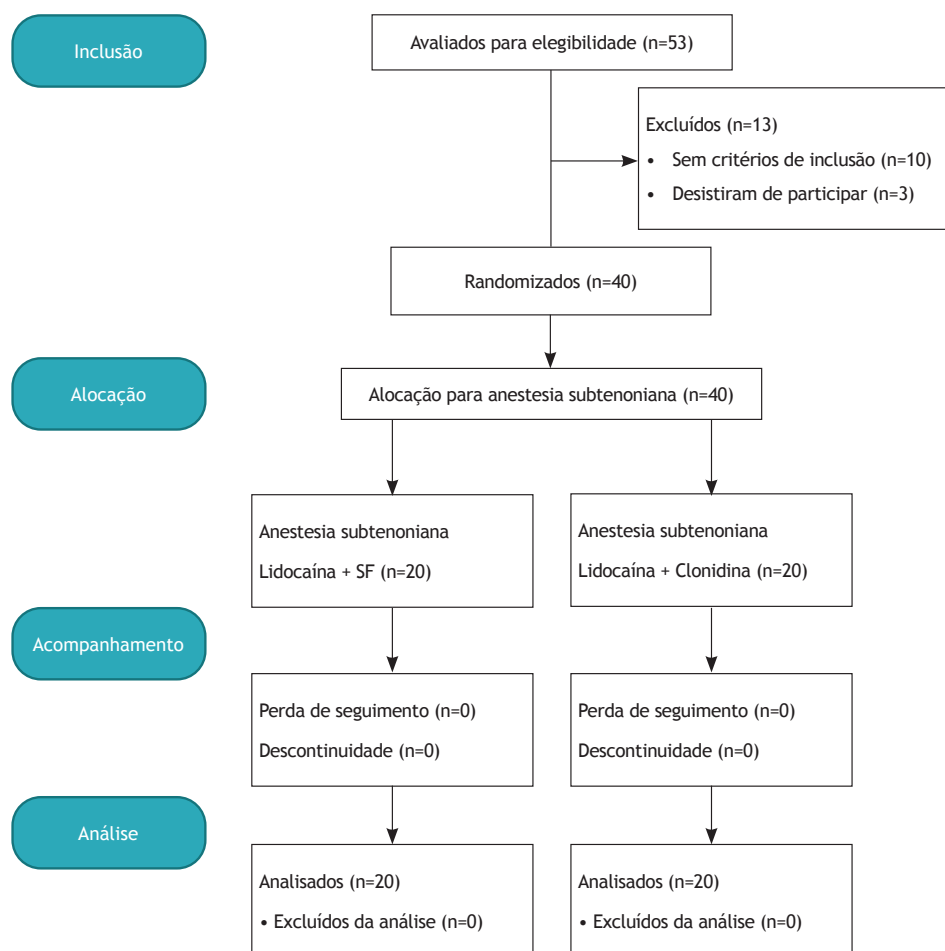 Inclusão
Avaliados para elegibilidade (n=53)
Excluídos (n=13)
• Sem critérios de inclusão (n=10)
• Desistiram de participar (n=3)
Randomizados (n=40)
Alocação
Alocação para anestesia subtenoniana (n=40)
Anestesia subtenoniana
Lidocaína + SF (n=20)
Anestesia subtenoniana
Lidocaína + Clonidina (n=20)
Acompanhamento
Perda de seguimento (n=0)
Descontinuidade (n=0)
Perda de seguimento (n=0)
Descontinuidade (n=0)
Análise
Analisados (n=20)
• Excluídos da análise (n=0)
Analisados (n=20)
• Excluídos da análise (n=0)